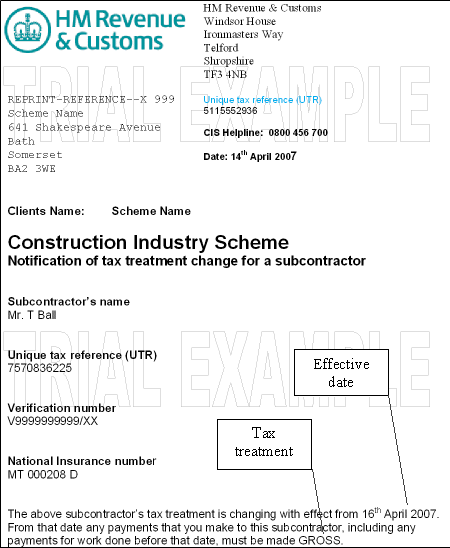 HM Revenue
& Customs
HM Revenue & Customs
Windsor House
Ironmasters Way
Telford
Shropshire
TF3 4NB
TRIAL EXAMPLE
REPRINT-REFERENCE--X 999
Scheme Name
641 Shakespeare Avenue
Bath
Somerset
BA2 3WE
Unique tax reference (UTR)
5115552936
CIS Helpline: 0800 456 700
Date: 14th April 2007
Clients Name: Scheme Name
Construction Industry Scheme
Notification of tax treatment change for a subcontractor
Subcontractor's name
Mr. T Ball
TRIAL EXAMPLE
Unique tax reference (UTR)
7570836225
Effective
date
Verification number
V9999999999/XX
Tax
treatment
National Insurance number
MT 000208 D
The above subcontractor's tax treatment is changing with effect from 16th April 2007.
From that date any payments that you make to this subcontractor, including any
payments for work done before that date, must be made GROSS.